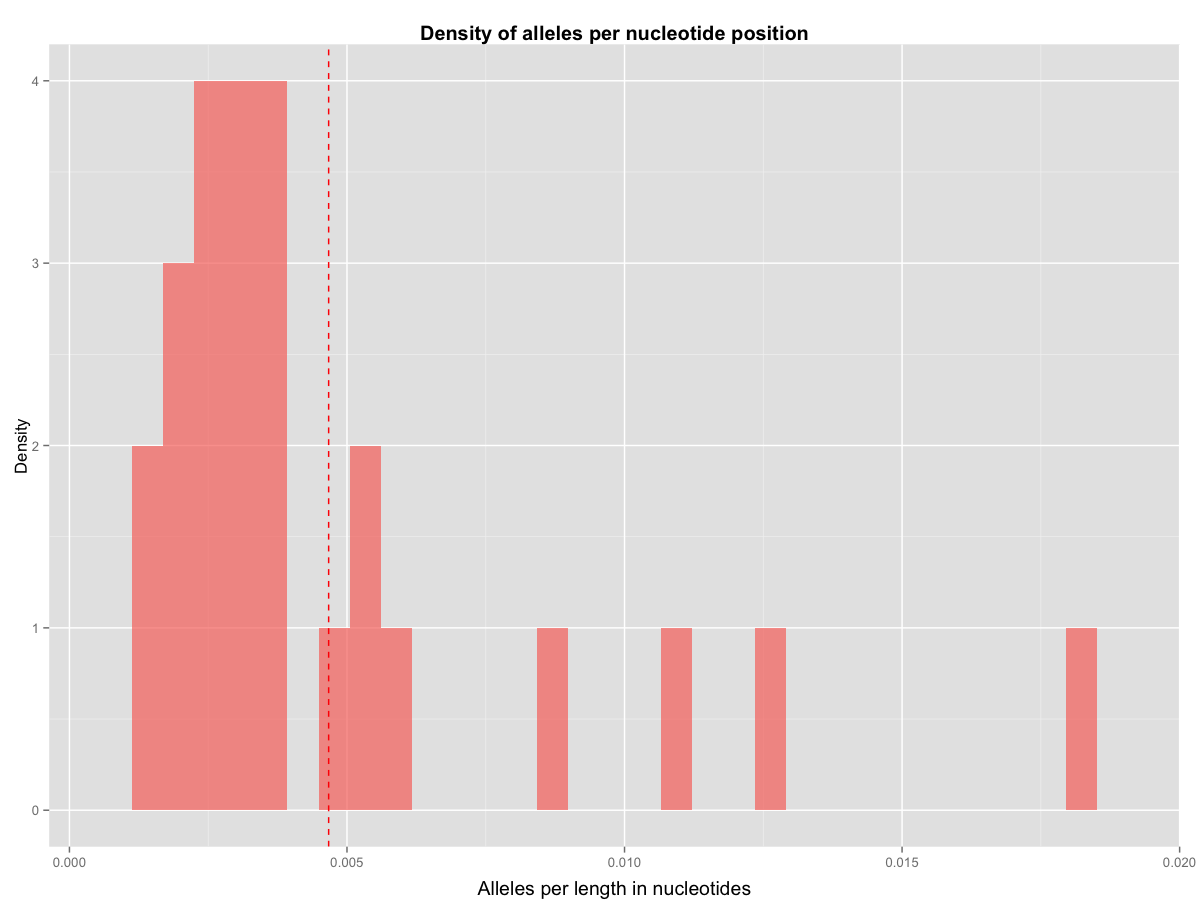 Density of alleles per nucleotide position
4
3
2
1
0
Density
0.000 0.005 0.010 0.015 0.020
Alleles per length in nucleotides